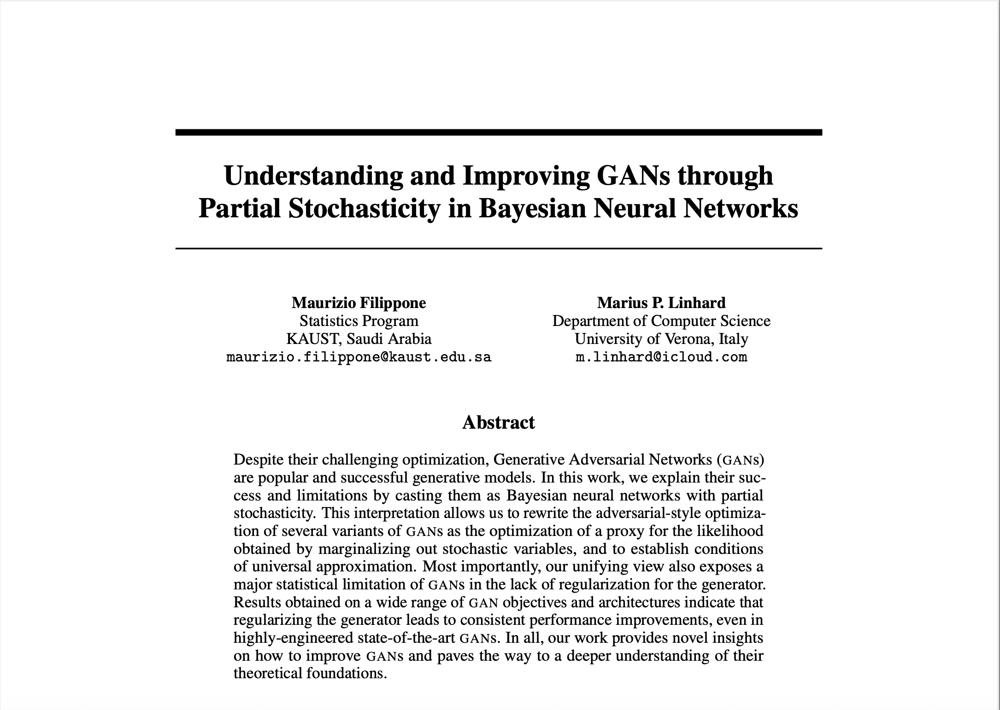 Understanding and Improving GANs through
Partial Stochasticity in Bayesian Neural Networks
Maurizio Filippone
Statistics Program
KAUST, Saudi Arabia
maurizio.filippone@kaust.edu.sa
Marius P. Linhard
Department of Computer Science
University of Verona, Italy
m.linhard@icloud.com
Abstract
Despite their challenging optimization, Generative Adversarial Networks (GANs)
are popular and successful generative models. In this work, we explain their suc-
cess and limitations by casting them as Bayesian neural networks with partial
stochasticity. This interpretation allows us to rewrite the adversarial-style optimiza-
tion of several variants of GANs as the optimization of a proxy for the likelihood
obtained by marginalizing out stochastic variables, and to establish conditions
of universal approximation. Most importantly, our unifying view also exposes a
major statistical limitation of GANs in the lack of regularization for the generator.
Results obtained on a wide range of GAN objectives and architectures indicate that
regularizing the generator leads to consistent performance improvements, even in
highly-engineered state-of-the-art GANs. In all, our work provides novel insights
on how to improve GANs and paves the way to a deeper understanding of their
theoretical foundations.